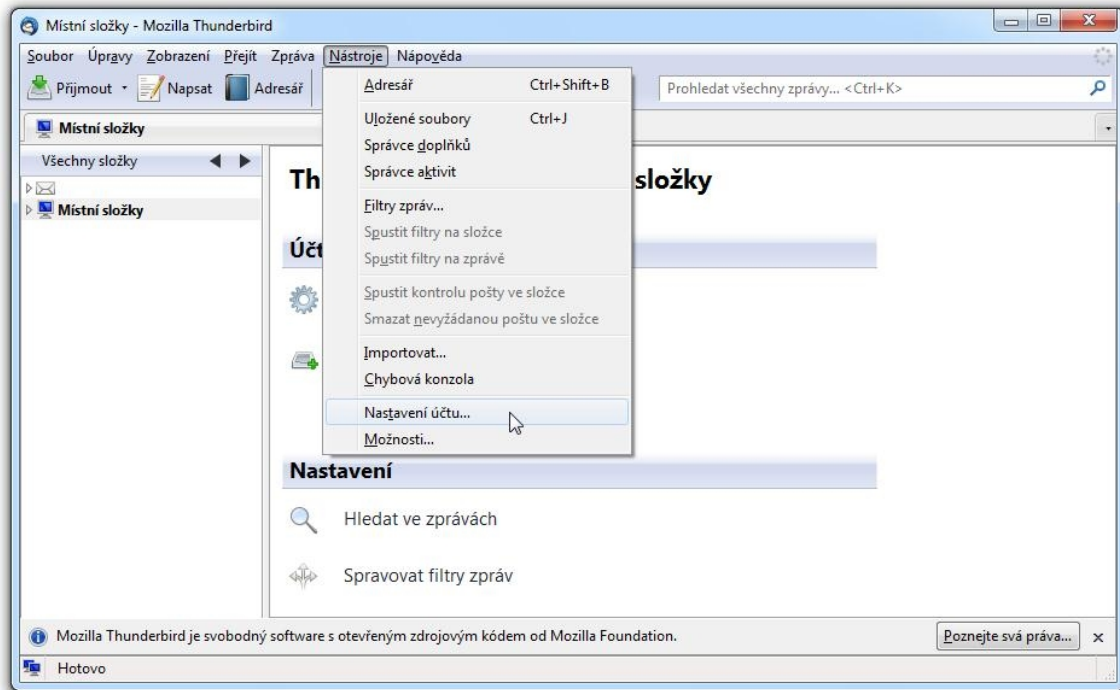 Místní složky - Mozilla Thunderbird
Soubor Úpravy Zobrazení Přejít Zpráva Nástroje Nápověda
Přijmout Napsat Adresář Prohledat všechny zprávy... <Ctrl+K>
Místní složky
Všechny složky
Místní složky
Adresář Ctrl+Shift+B
Uložené soubory Ctrl+J
Správce doplňků
Správce aktivit
Filtry zpráv...
Spustit filtry na složce
Spustit filtry na zprávě
Spustit kontrolu pošty ve složce
Smazat nevyžádanou poštu ve složce
Importovat...
Chybová konzola
Nastavení účtu...
Možnosti...
Th složky
Účt
Nastavení
Hledat ve zprávách
Spravovat filtry zpráv
Mozilla Thunderbird je svobodný software s otevřeným zdrojovým kódem od Mozilla Foundation. Poznejte svá práva...
Hotovo